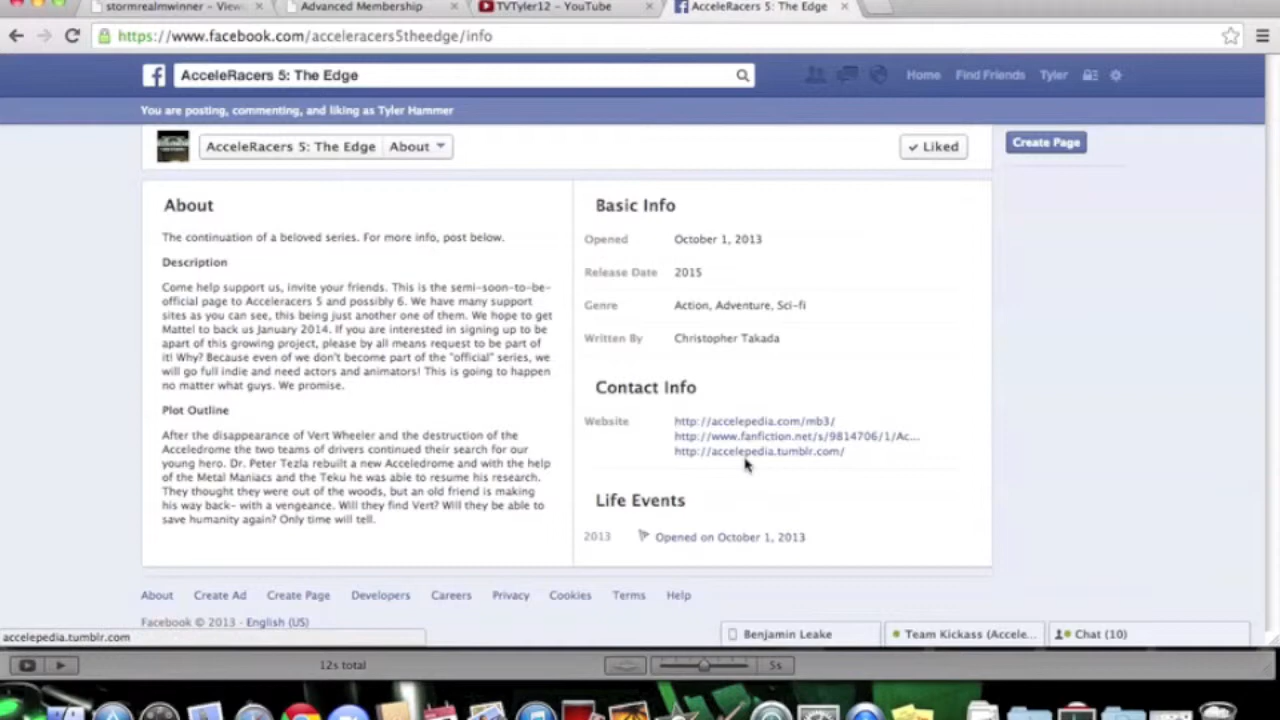 stormrealmwinner – View
Advanced Membership
TVTyler12 – YouTube
AcceleRacers 5: The Edge
https://www.facebook.com/acceleracers5theedge/info
AcceleRacers 5: The Edge
Home
Find Friends
Tyler
You are posting, commenting, and liking as Tyler Hammer
AcceleRacers 5: The Edge
About
Liked
Create Page
About
The continuation of a beloved series. For more info, post below.
Description
Come help support us, invite your friends. This is the semi-soon-to-be-
official page to Acceleracers 5 and possibly 6. We have many support
sites as you can see, this being just another one of them. We hope to get
Mattel to back us January 2014. If you are interested in signing up to be
apart of this growing project, please by all means request to be part of
it! Why? Because even of we don't become part of the "official" series, we
will go full indie and need actors and animators! This is going to happen
no matter what guys. We promise.
Plot Outline
After the disappearance of Vert Wheeler and the destruction of the
Acceledrome the two teams of drivers continued their search for our
young hero. Dr. Peter Tezla rebuilt a new Acceledrome and with the help
of the Metal Maniacs and the Teku he was able to resume his research.
They thought they were out of the woods, but an old friend is making
his way back- with a vengeance. Will they find Vert? Will they be able to
save humanity again? Only time will tell.
Basic Info
Opened October 1, 2013
Release Date 2015
Genre Action, Adventure, Sci-fi
Written By Christopher Takada
Contact Info
Website http://accelepedia.com/mb3/
http://www.fanfiction.net/s/9814706/1/Ac...
http://accelepedia.tumblr.com/
Life Events
2013 Opened on October 1, 2013
About Create Ad Create Page Developers Careers Privacy Cookies Terms Help
Facebook © 2013 · English (US)
accelepedia.tumblr.com
Benjamin Leake
Team Kickass (Accele...
Chat (10)
12s total
5s